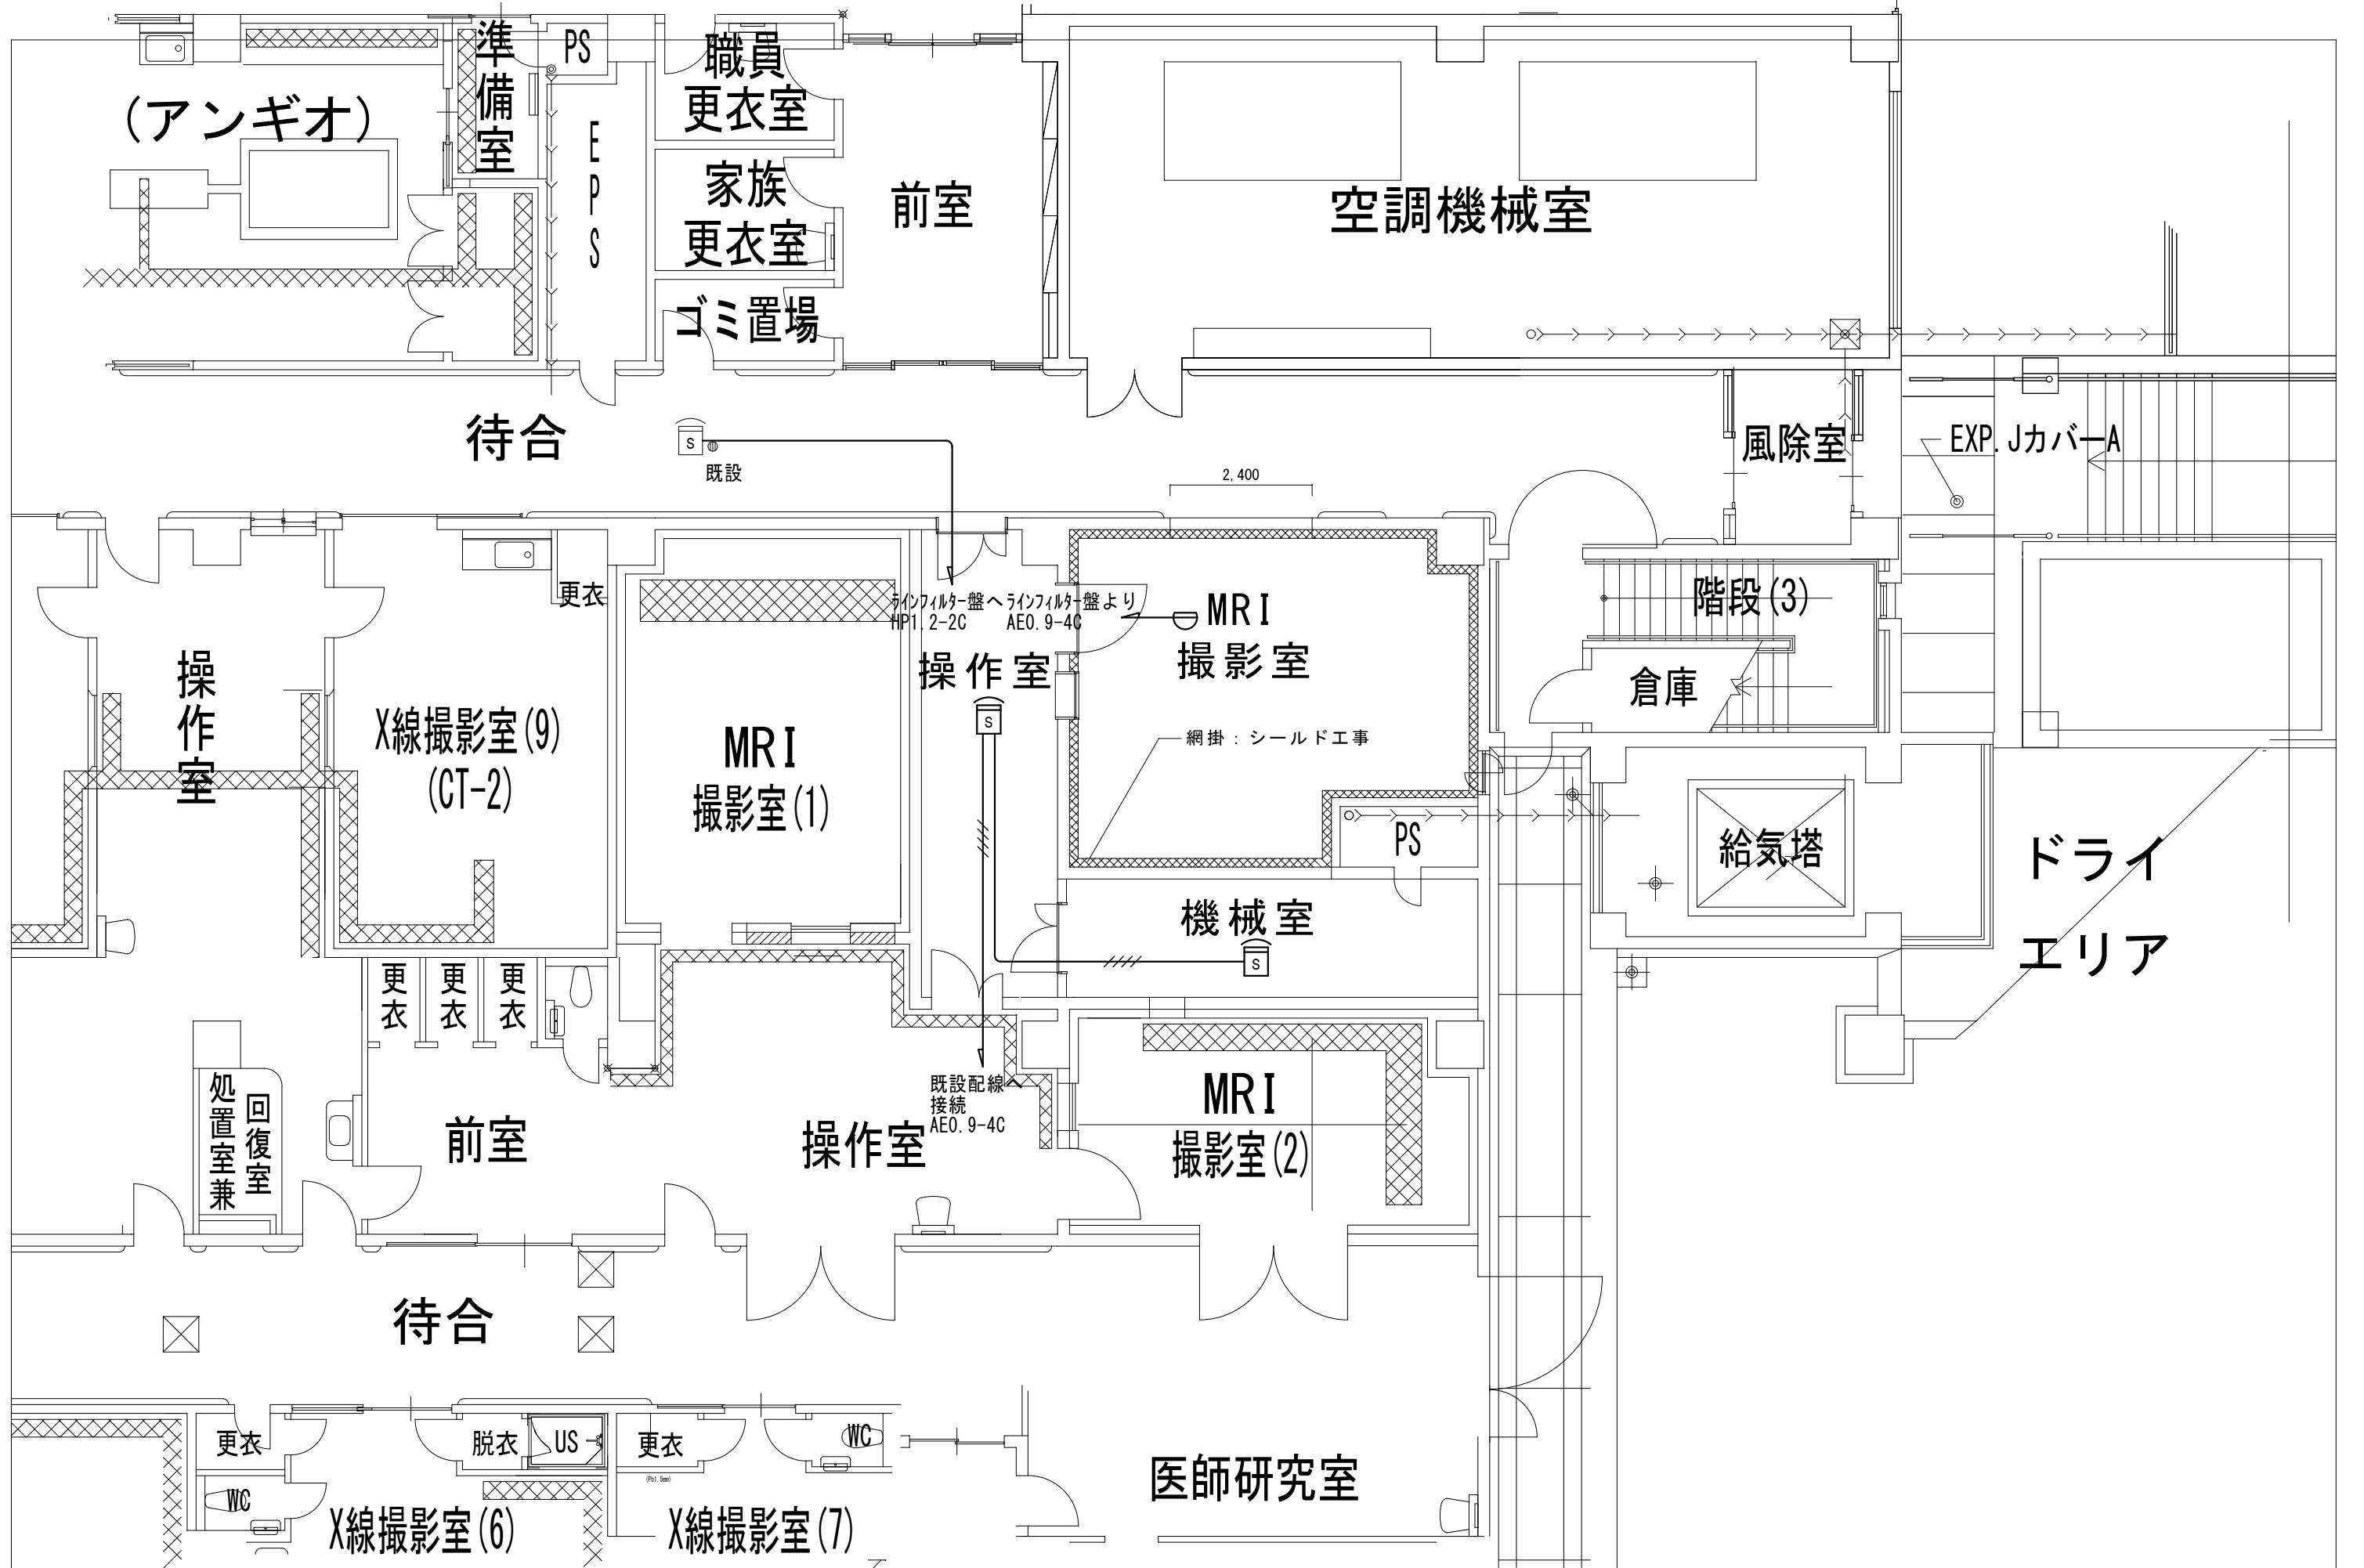 準備室
PS
職員
更衣室
(アンギオ)
EPS
家族
更衣室
前室
空調機械室
ゴミ置場
待合
S
既設
2,400
風除室
EXP.JカバーA
更衣
ラインフィルター盤へ
HP1.2-2C
ラインフィルター盤より
AE0.9-4C
MRI
撮影室
階段(3)
操作室
操作室
倉庫
X線撮影室(9)
(CT-2)
MRI
撮影室(1)
S
網掛：シールド工事
PS
給気塔
ドライ
エリア
機械室
S
更衣
更衣
更衣
処置室兼
回復室
前室
操作室
既設配線へ
接続
AE0.9-4C
MRI
撮影室(2)
待合
更衣
脱衣
US
更衣
WC
(Pb1.5mm)
WC
医師研究室
X線撮影室(6)
X線撮影室(7)